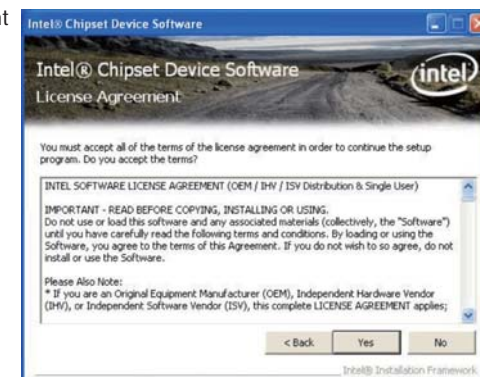 nt
Intel® Chipset Device Software
Intel® Chipset Device Software
intel
License Agreement
You must accept all of the terms of the license agreement in order to continue the setup
program. Do you accept the terms?
INTEL SOFTWARE LICENSE AGREEMENT (OEM / IHV / ISV Distribution & Single User)
IMPORTANT - READ BEFORE COPYING, INSTALLING OR USING.
Do not use or load this software and any associated materials (collectively, the "Software")
until you have carefully read the following terms and conditions. By loading or using the
Software, you agree to the terms of this Agreement. If you do not wish to so agree, do not
install or use the Software.
Please Also Note:
* If you are an Original Equipment Manufacturer (OEM), Independent Hardware Vendor
(IHV), or Independent Software Vendor (ISV), this complete LICENSE AGREEMENT applies;
< Back Yes No
Intel® Installation Framework